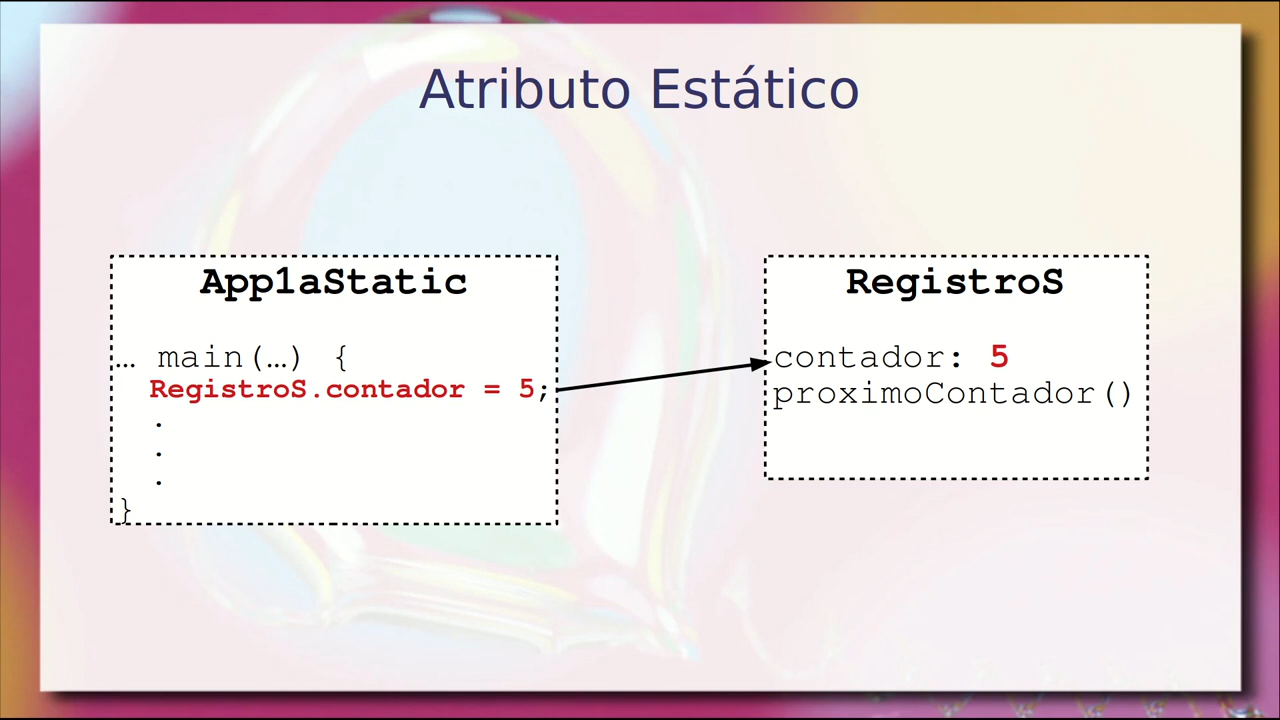 Atributo Estático
App1aStatic
… main(…) {
RegistroS.contador = 5;
.
.
.
}
RegistroS
contador: 5
proximoContador()